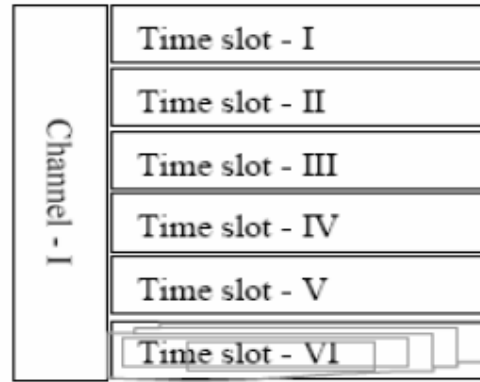 Channel - I
Time slot - I
Time slot - II
Time slot - III
Time slot - IV
Time slot - V
Time slot - VI